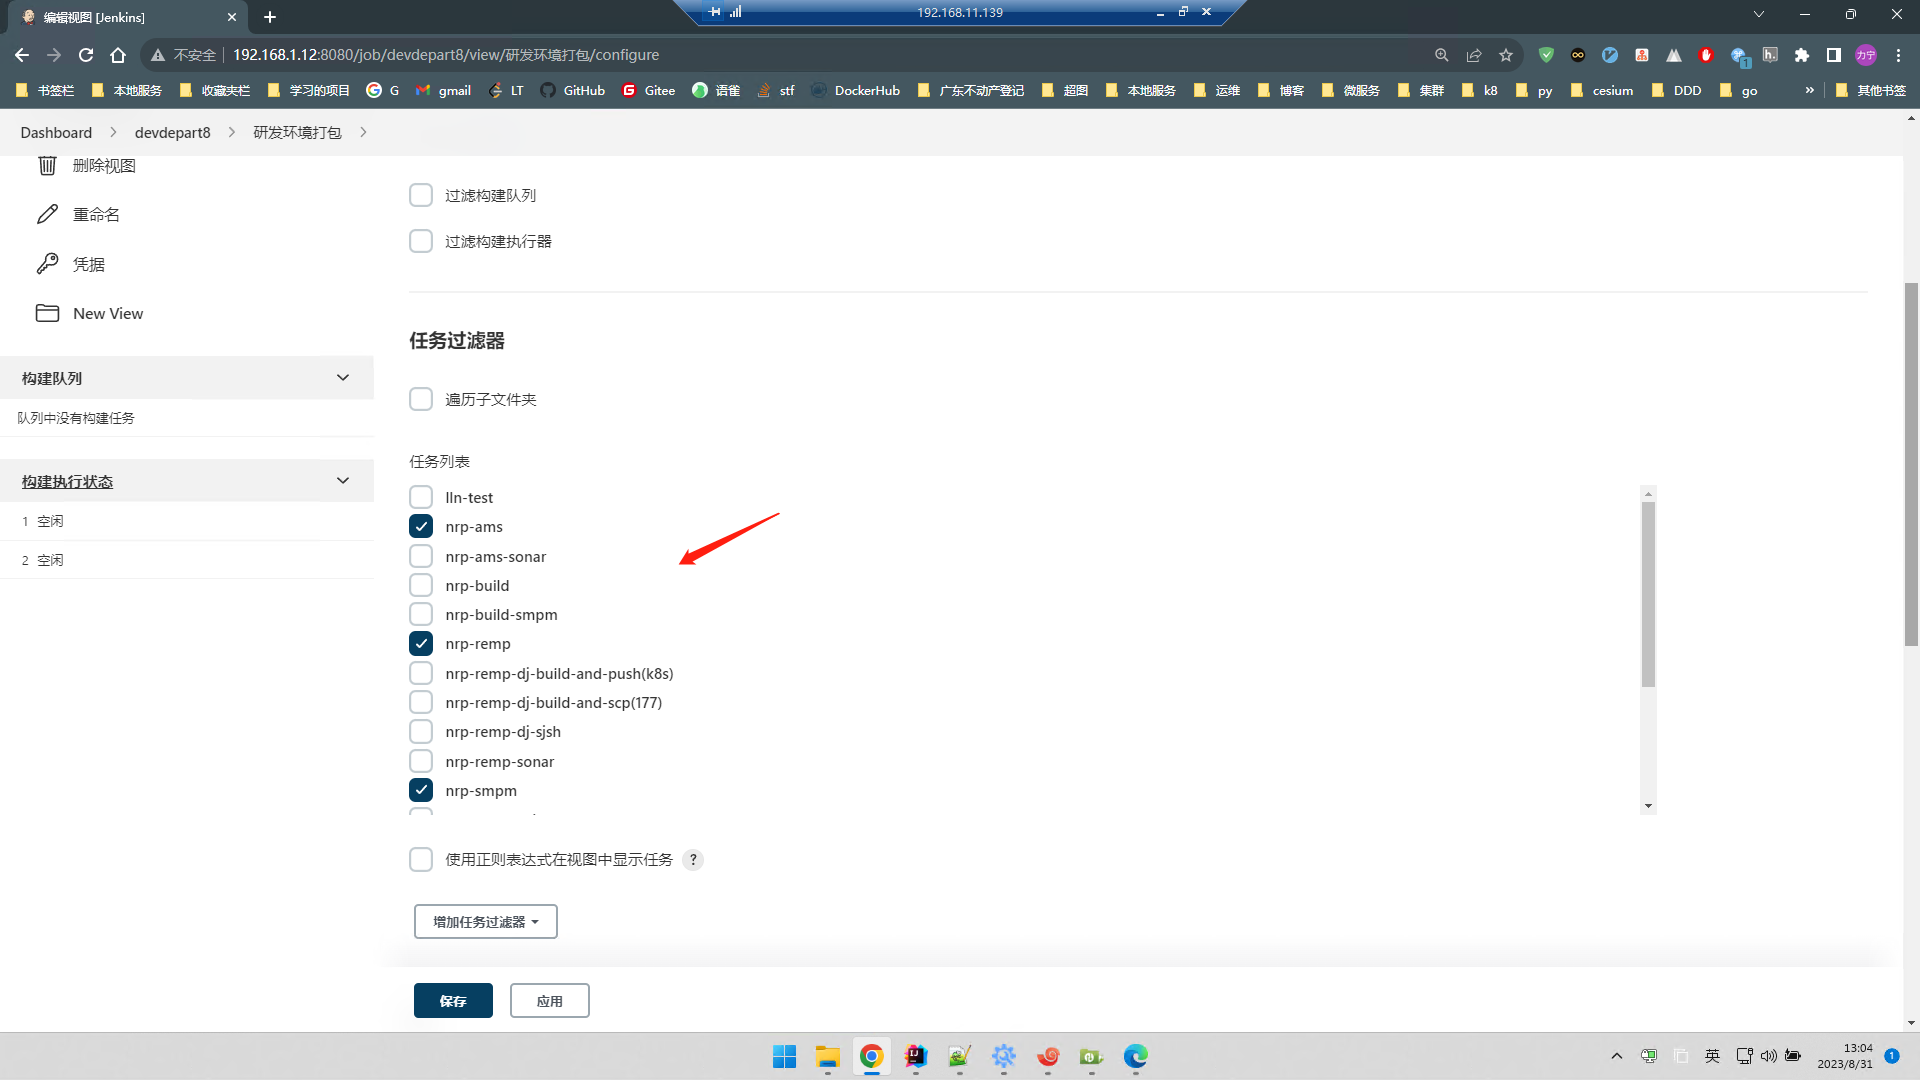 编辑视图 [Jenkins]
192.168.11.139
不安全
192.168.1.12:8080/job/devdepart8/view/研发环境打包/configure
力宁
1
书签栏
本地服务
收藏夹栏
学习的项目
G
gmail
LT
GitHub
Gitee
语雀
stf
DockerHub
广东不动产登记
超图
本地服务
运维
博客
微服务
集群
k8
py
cesium
DDD
go
»
其他书签
Dashboard
devdepart8
研发环境打包
删除视图
重命名
凭据
New View
构建队列
队列中没有构建任务
构建执行状态
1 空闲
2 空闲
过滤构建队列
过滤构建执行器
任务过滤器
遍历子文件夹
任务列表
lln-test
nrp-ams
nrp-ams-sonar
nrp-build
nrp-build-smpm
nrp-remp
nrp-remp-dj-build-and-push(k8s)
nrp-remp-dj-build-and-scp(177)
nrp-remp-dj-sjsh
nrp-remp-sonar
nrp-smpm
使用正则表达式在视图中显示任务 ?
增加任务过滤器
保存
应用
英
13:04
2023/8/31
1